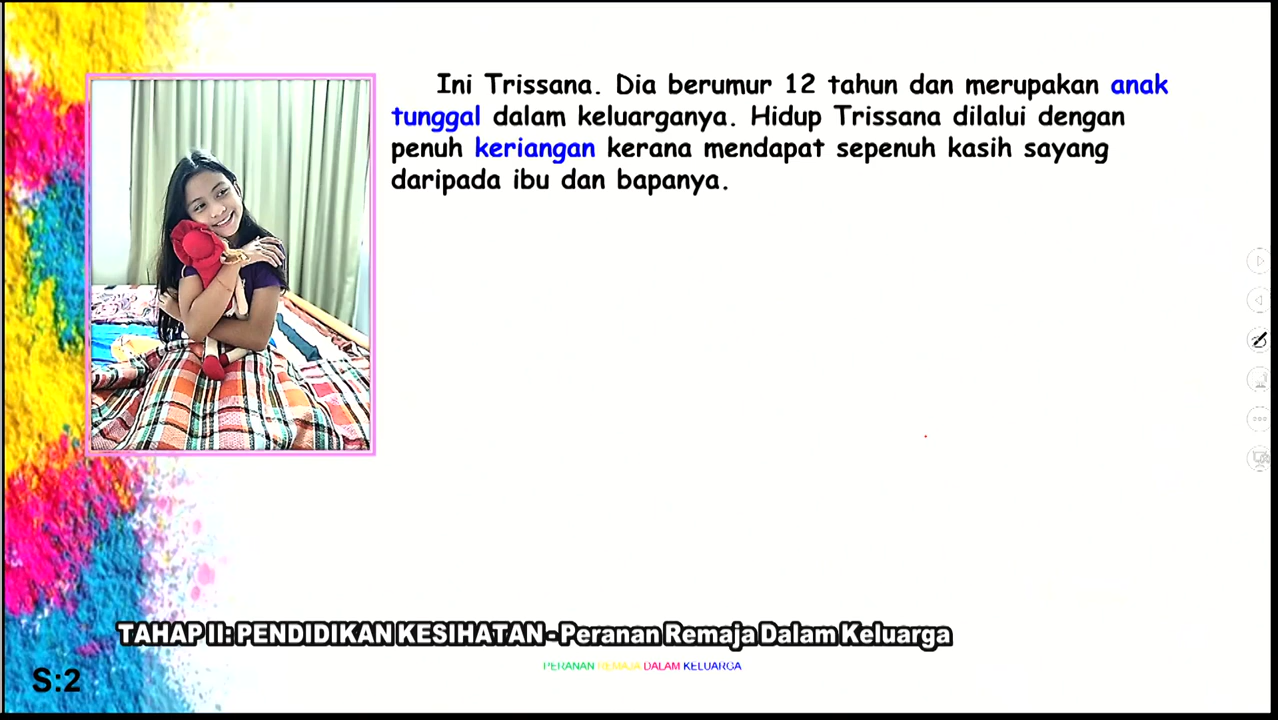 Ini Trissana. Dia berumur 12 tahun dan merupakan anak
tunggal dalam keluarganya. Hidup Trissana dilalui dengan
penuh keriangan kerana mendapat sepenuh kasih sayang
daripada ibu dan bapanya.
TAHAP II: PENDIDIKAN KESIHATAN - Peranan Remaja Dalam Keluarga
PERANAN REMAJA DALAM KELUARGA
S:2